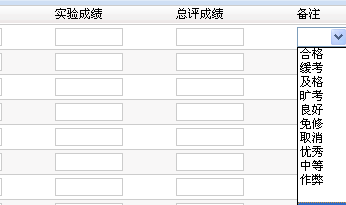 实验成绩 总评成绩 备注
合格
缓考
及格
旷考
良好
免修
取消
优秀
中等
作弊